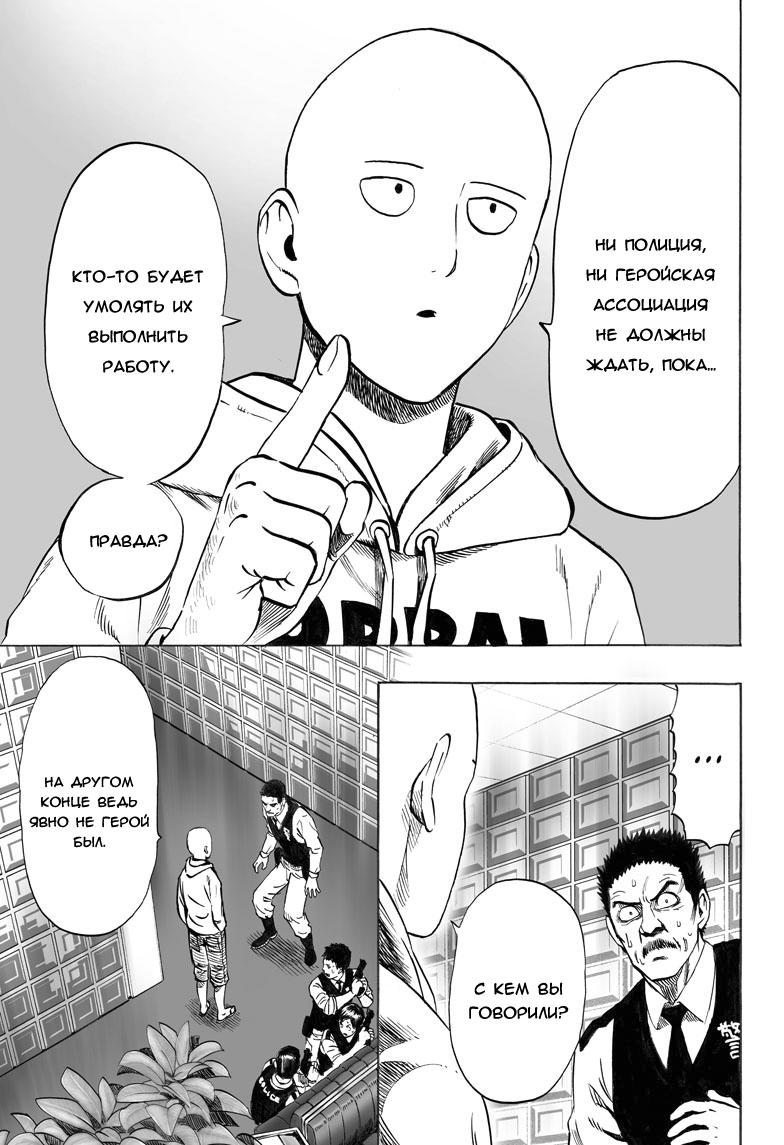 НИ ПОЛИЦИЯ,
НИ ГЕРОЙСКАЯ
АССОЦИАЦИЯ
НЕ ДОЛЖНЫ
ЖДАТЬ, ПОКА...
КТО-ТО БУДЕТ
УМОЛЯТЬ ИХ
ВЫПОЛНИТЬ
РАБОТУ.
ПРАВДА?
...
С КЕМ ВЫ
ГОВОРИЛИ?
НА ДРУГОМ
КОНЦЕ ВЕДЬ
ЯВНО НЕ ГЕРОЙ
БЫЛ.
POLICE